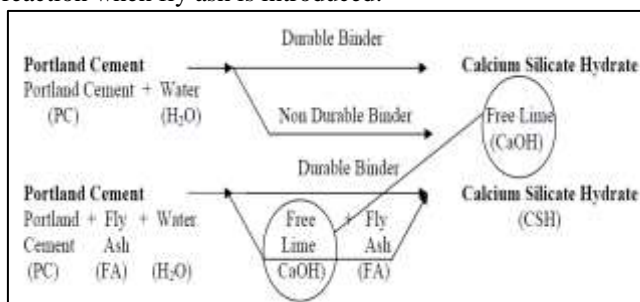 reaction when fly ash is introduced.
Durable Binder
Portland Cement Calcium Silicate Hydrate
Portland Cement + Water
(PC) (H₂O) Non Durable Binder Free Lime
(CaOH)
Durable Binder
Portland Cement Calcium Silicate Hydrate
Portland + Fly + Water Free + Fly (CSH)
Cement Ash Lime Ash
(PC) (FA) (H₂O) CaOH) (FA)